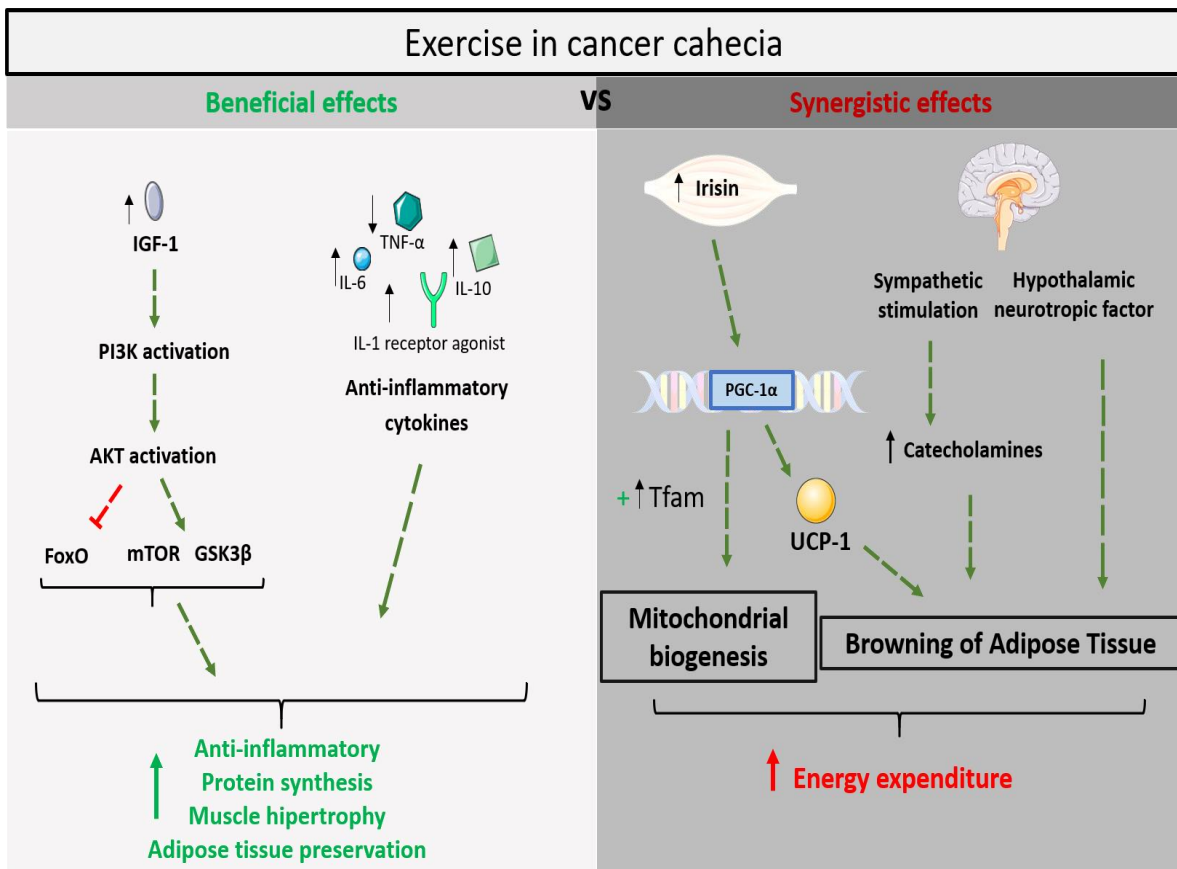 Exercise in cancer cahecia
Beneficial effects
VS
Synergistic effects
IGF-1
PI3K activation
AKT activation
FoxO
mTOR
GSK3β
TNF-α
IL-6
IL-10
IL-1 receptor agonist
Anti-inflammatory
cytokines
Anti-inflammatory
Protein synthesis
Muscle hipertrophy
Adipose tissue preservation
Irisin
PGC-1α
+ Tfam
UCP-1
Sympathetic
stimulation
Catecholamines
Hypothalamic
neurotropic factor
Mitochondrial
biogenesis
Browning of Adipose Tissue
Energy expenditure